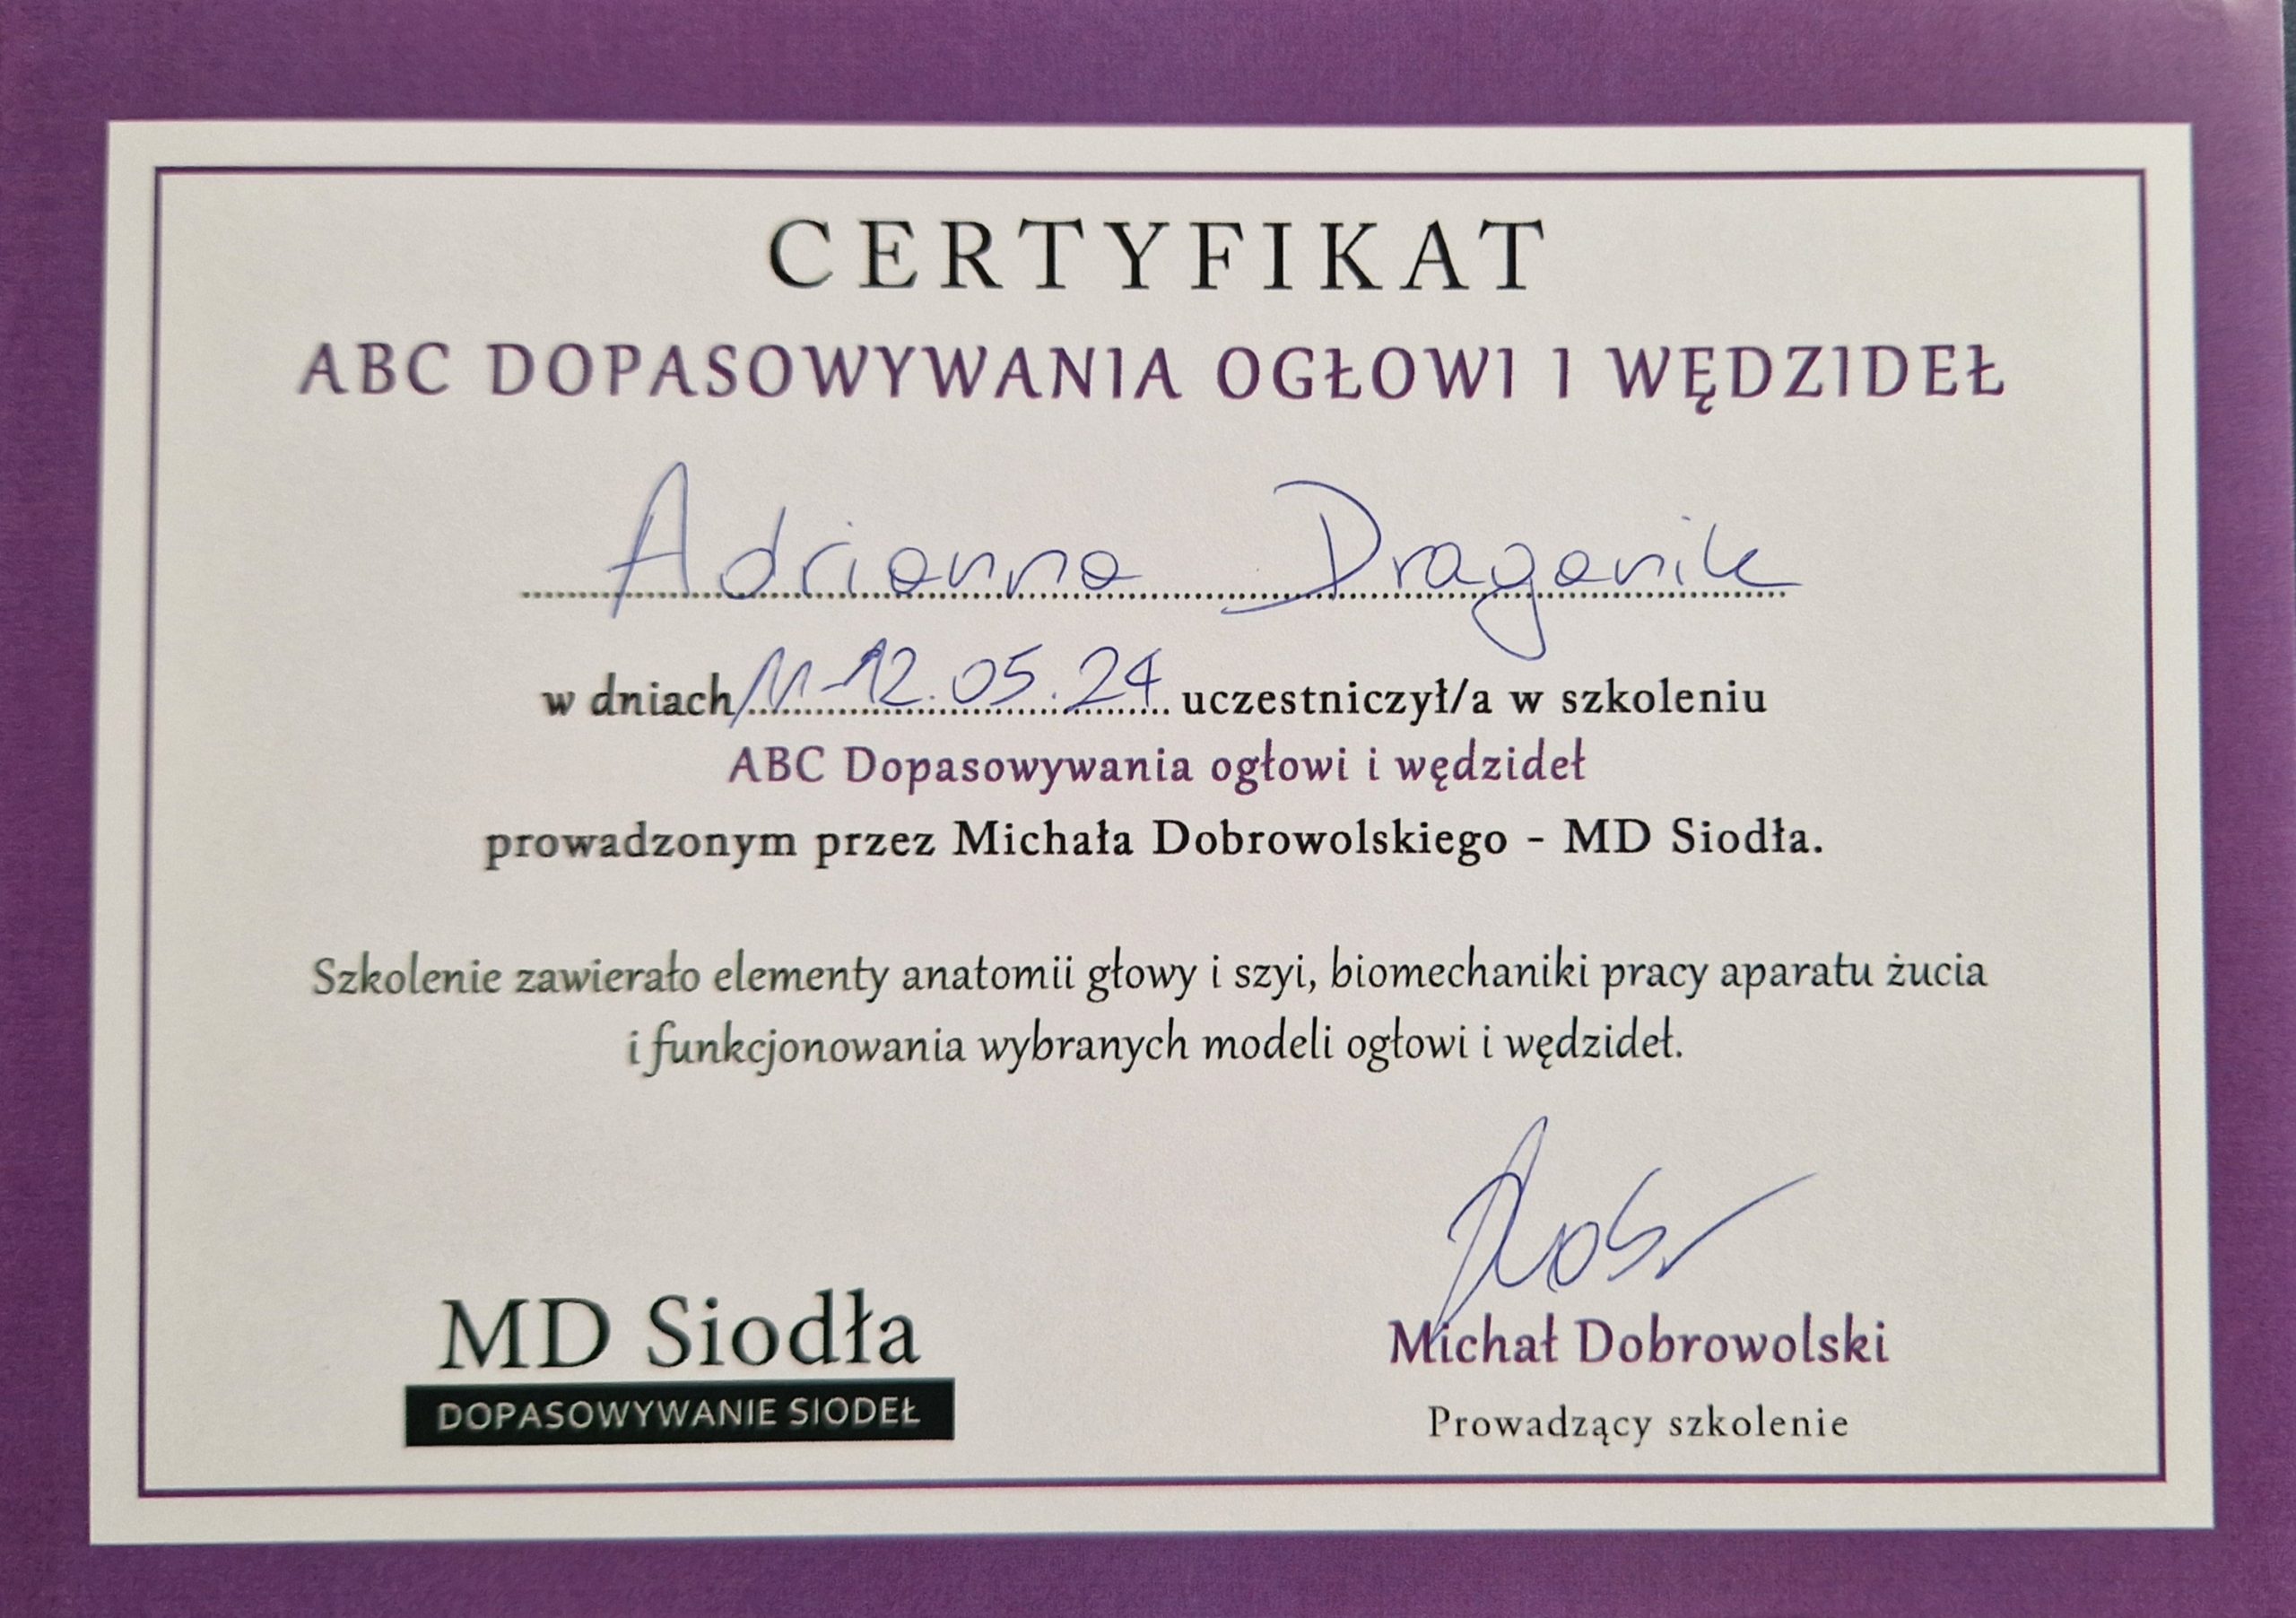 CERTYFIKAT
ABC DOPASOWYWANIA OGŁOWI I WĘDZIDEŁ
Adrianna Draganik
w dniach 11-12.05.24 uczestniczył/a w szkoleniu
ABC Dopasowywania ogłowi i wędzideł
prowadzonym przez Michała Dobrowolskiego - MD Siodła.
Szkolenie zawierało elementy anatomii głowy i szyi, biomechaniki pracy aparatu żucia
i funkcjonowania wybranych modeli ogłowi i wędzideł.
MD Siodła
DOPASOWYWANIE SIODEŁ
Michał Dobrowolski
Prowadzący szkolenie